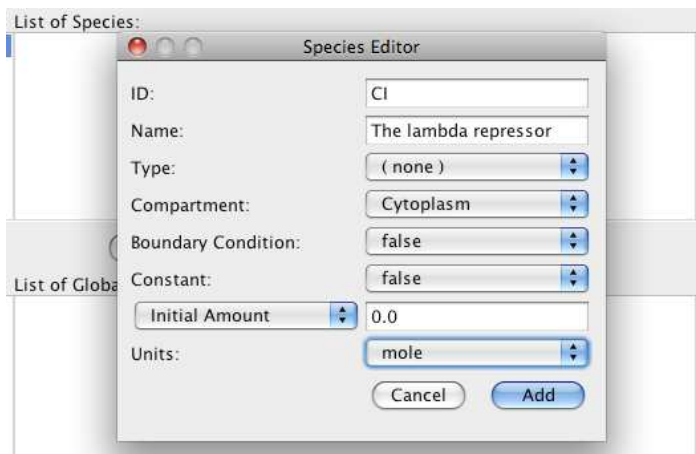 List of Species:
Species Editor
ID: CI
Name: The lambda repressor
Type: ( none )
Compartment: Cytoplasm
Boundary Condition: false
Constant: false
List of Globa
Initial Amount 0.0
Units: mole
Cancel Add